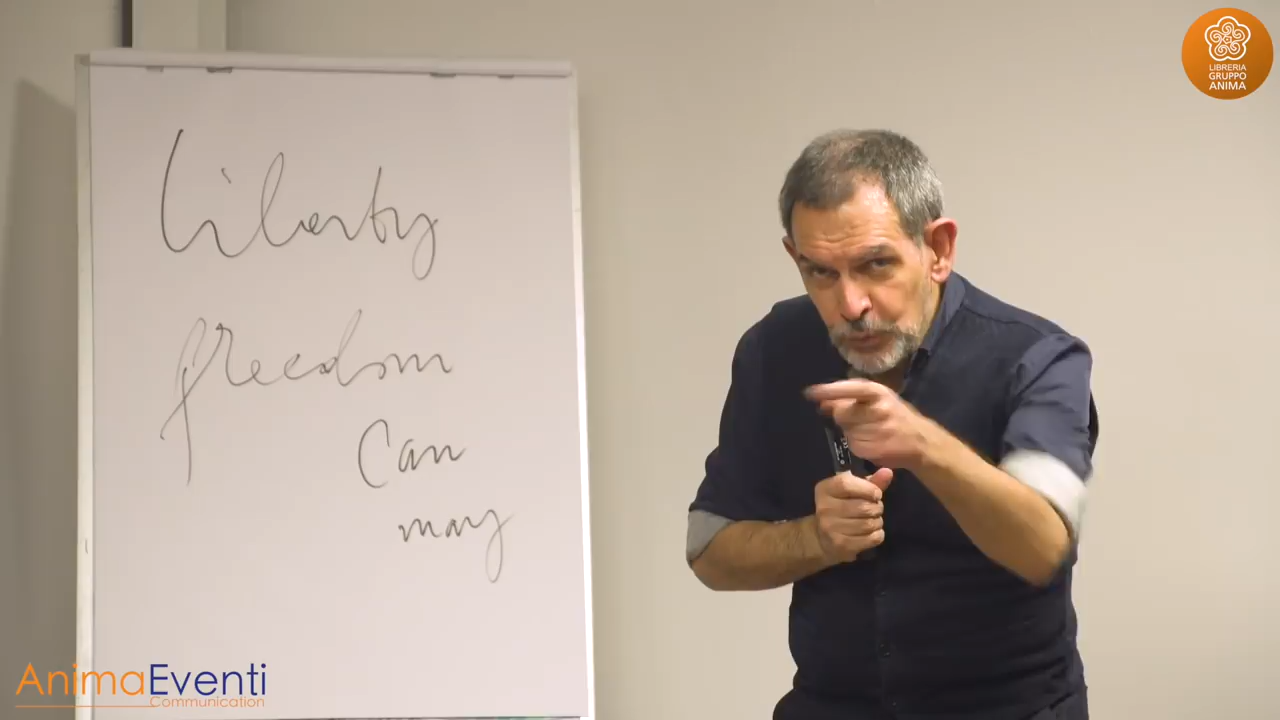 Liberty
freedom
Can
may
LIBRERIA
GRUPPO
ANIMA
AnimaEventi
Communication